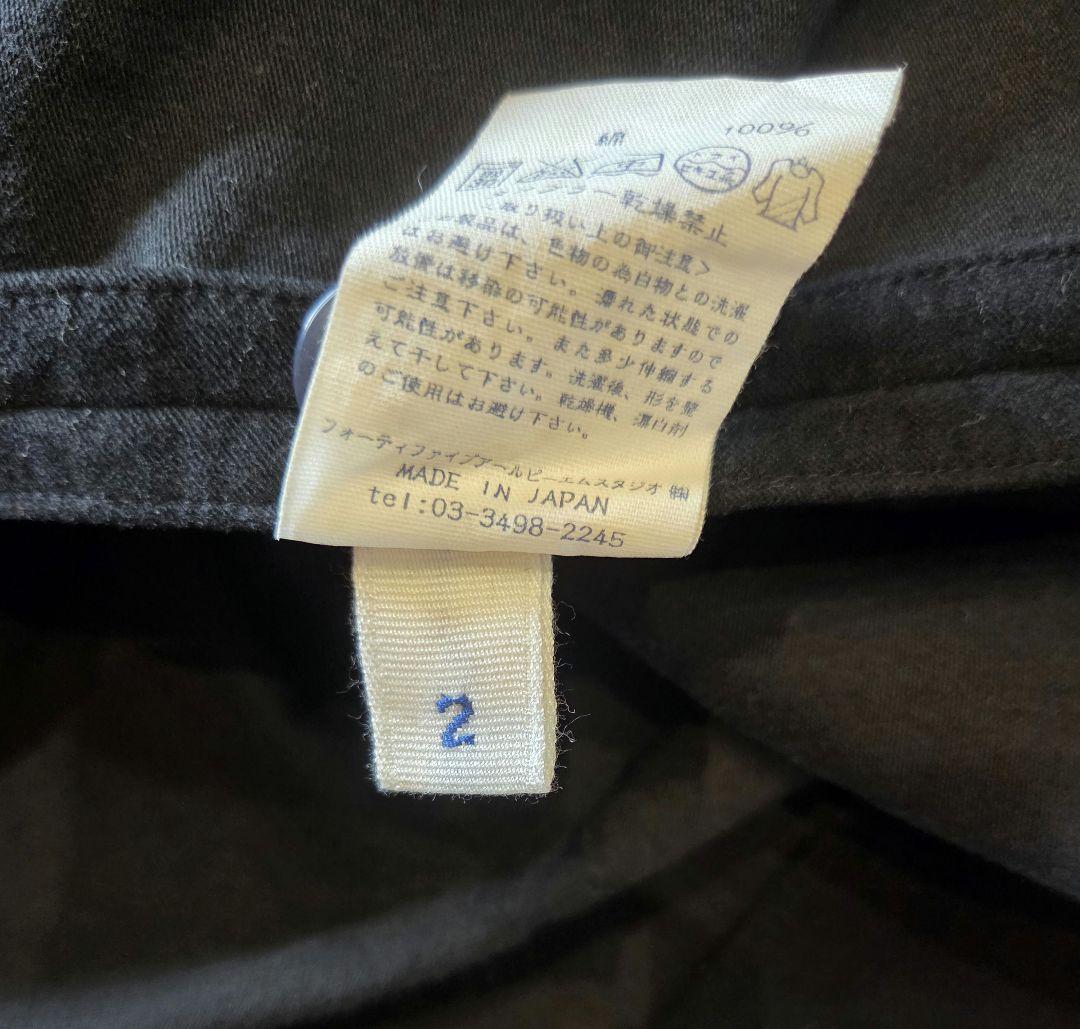 綿 100%
乾燥禁止
取り扱い上の御注意>
製品は、色物の為白物との洗濯
はお避け下さい。濡れた状態での
放置は移染の可能性がありますので
ご注意下さい。また多少伸縮する
可能性があります。洗濯後、形を整
えて干して下さい。乾燥機、漂白剤
のご使用はお避け下さい。
フォーティファイブアールピーエムスタジオ㈱
MADE IN JAPAN
tel:03-3498-2245
2